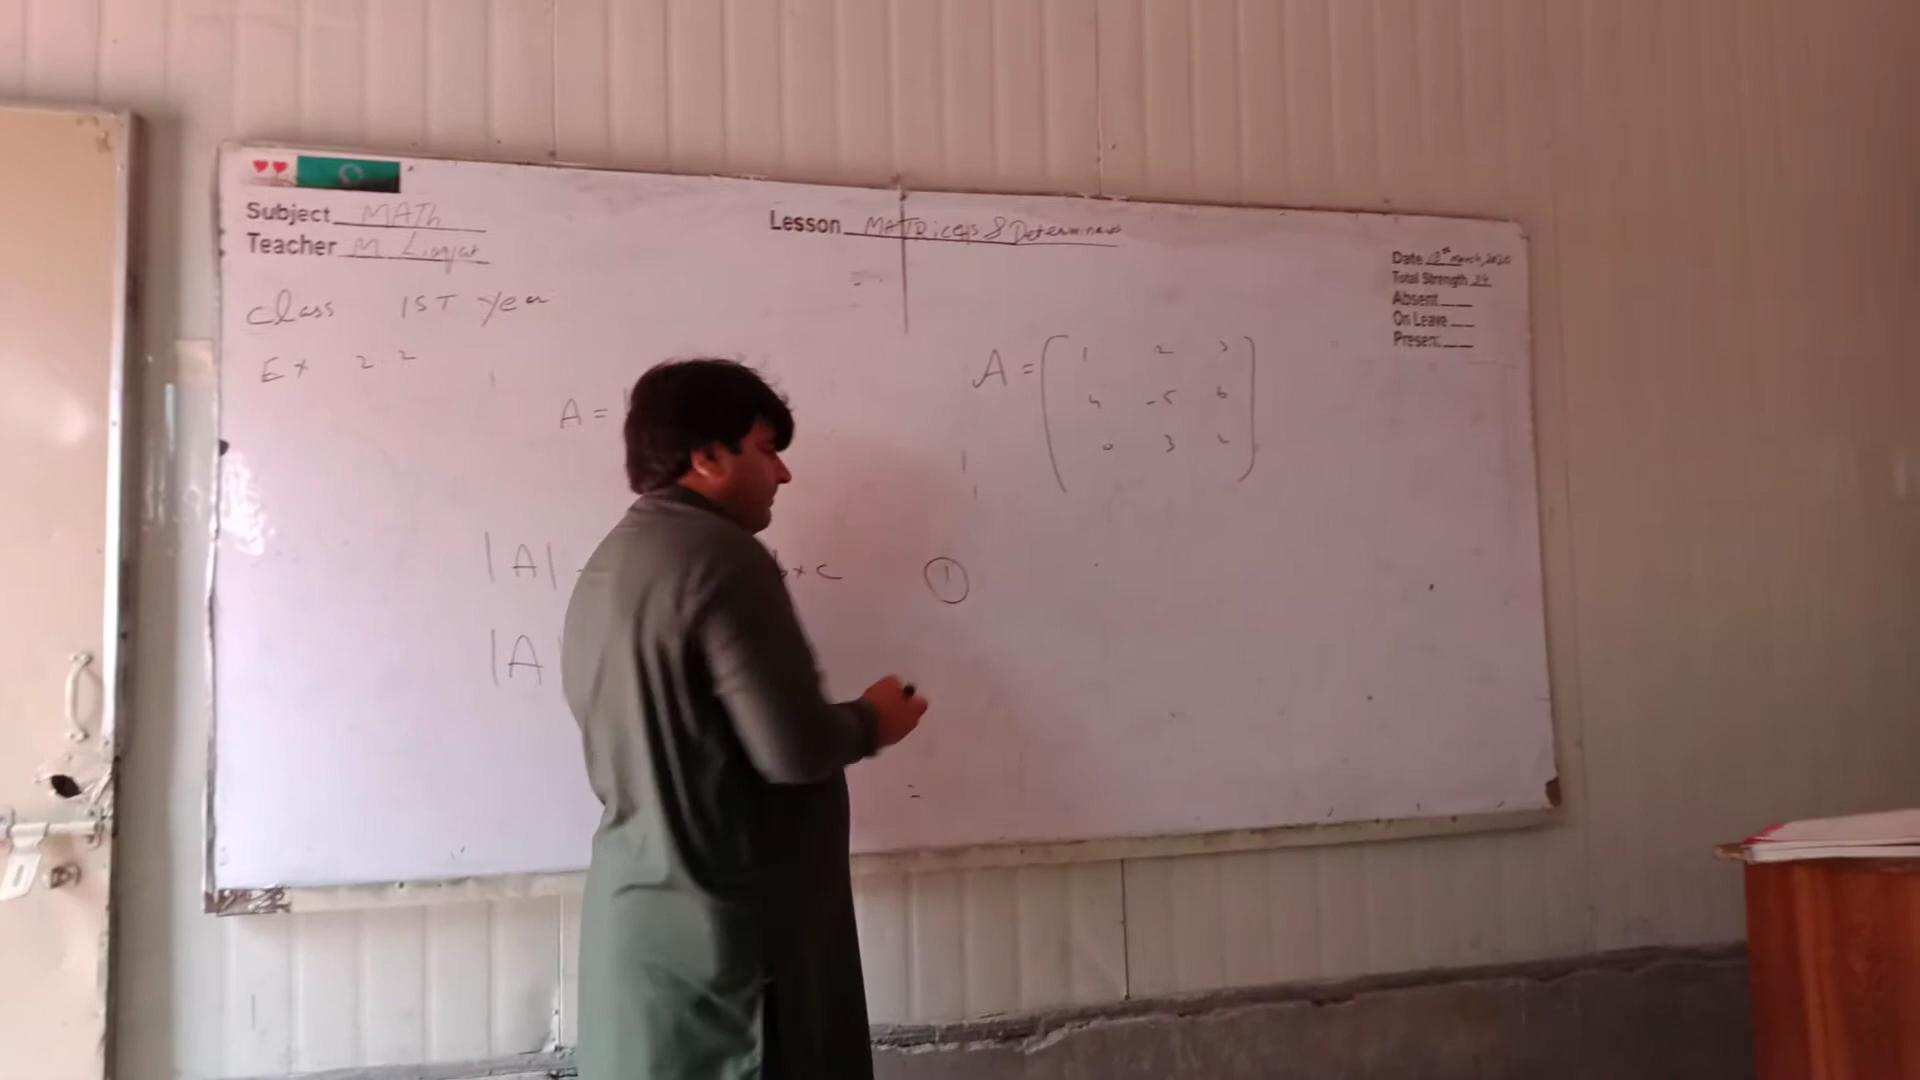 Subject MATh
Teacher M Liaqat
Lesson MATRices & Determinants
Date 18th March, 2020
Total Strength 24
Absent
On Leave
Present
Class 1ST Year
Ex 2.2
A =
A = 1 2 3
4 -5 6
0 3 2
|A|
b × c
1
|A|
=